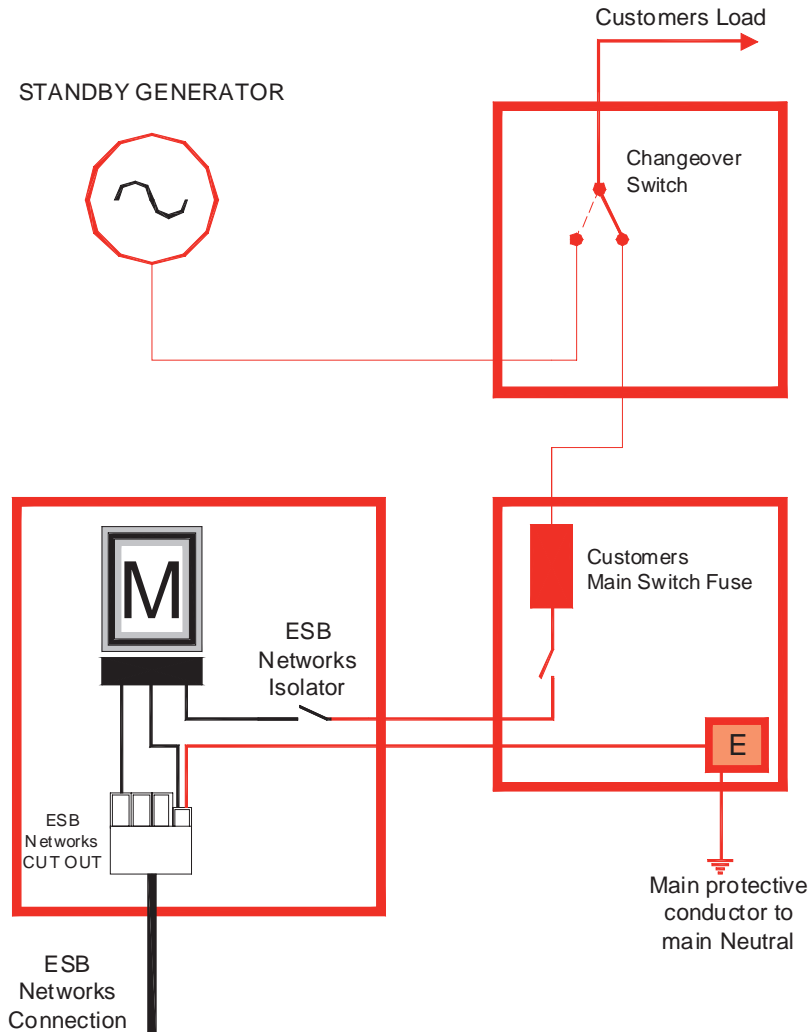 Customers Load
STANDBY GENERATOR
Changeover
Switch
M
ESB
Networks
Isolator
Customers
Main Switch Fuse
E
ESB
Networks
CUT OUT
Main protective
conductor to
main Neutral
ESB
Networks
Connection